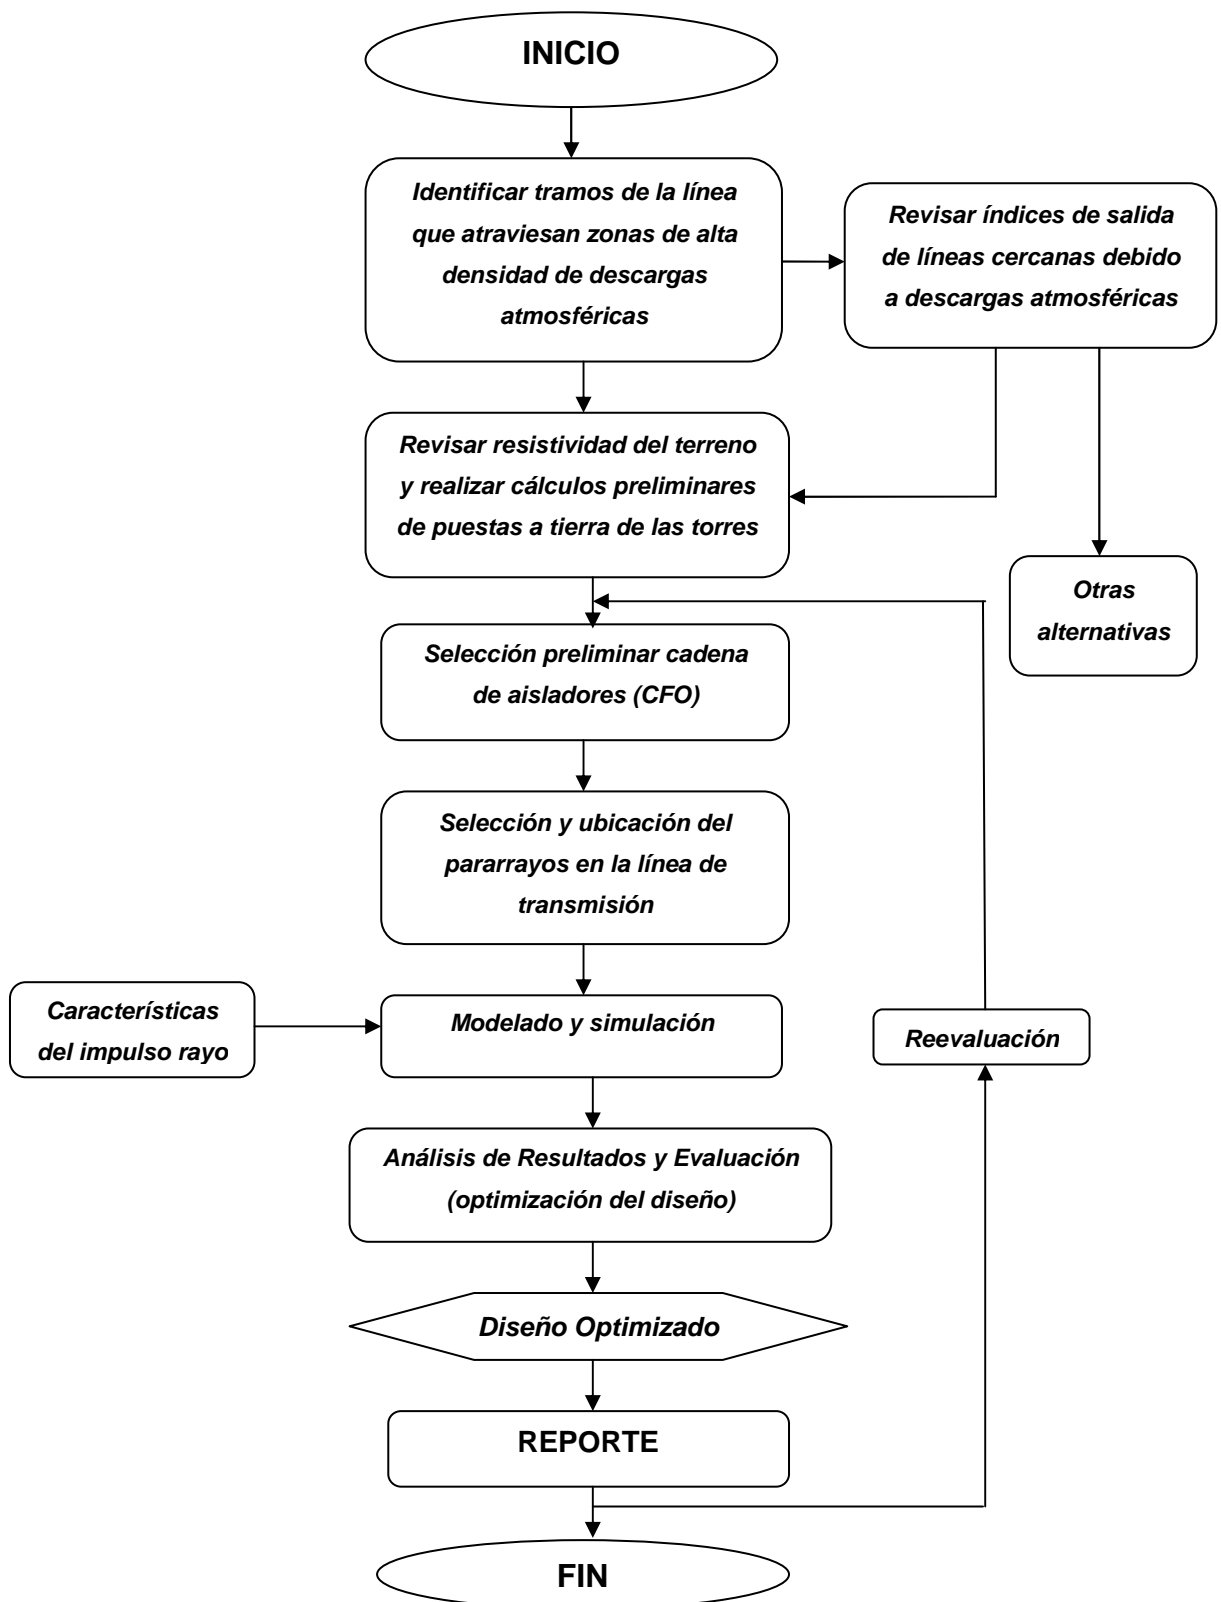 INICIO
Identificar tramos de la línea
que atraviesan zonas de alta
densidad de descargas
atmosféricas
Revisar índices de salida
de líneas cercanas debido
a descargas atmosféricas
Revisar resistividad del terreno
y realizar cálculos preliminares
de puestas a tierra de las torres
Otras
alternativas
Selección preliminar cadena
de aisladores (CFO)
Selección y ubicación del
pararrayos en la línea de
transmisión
Características
del impulso rayo
Modelado y simulación
Reevaluación
Análisis de Resultados y Evaluación
(optimización del diseño)
Diseño Optimizado
REPORTE
FIN